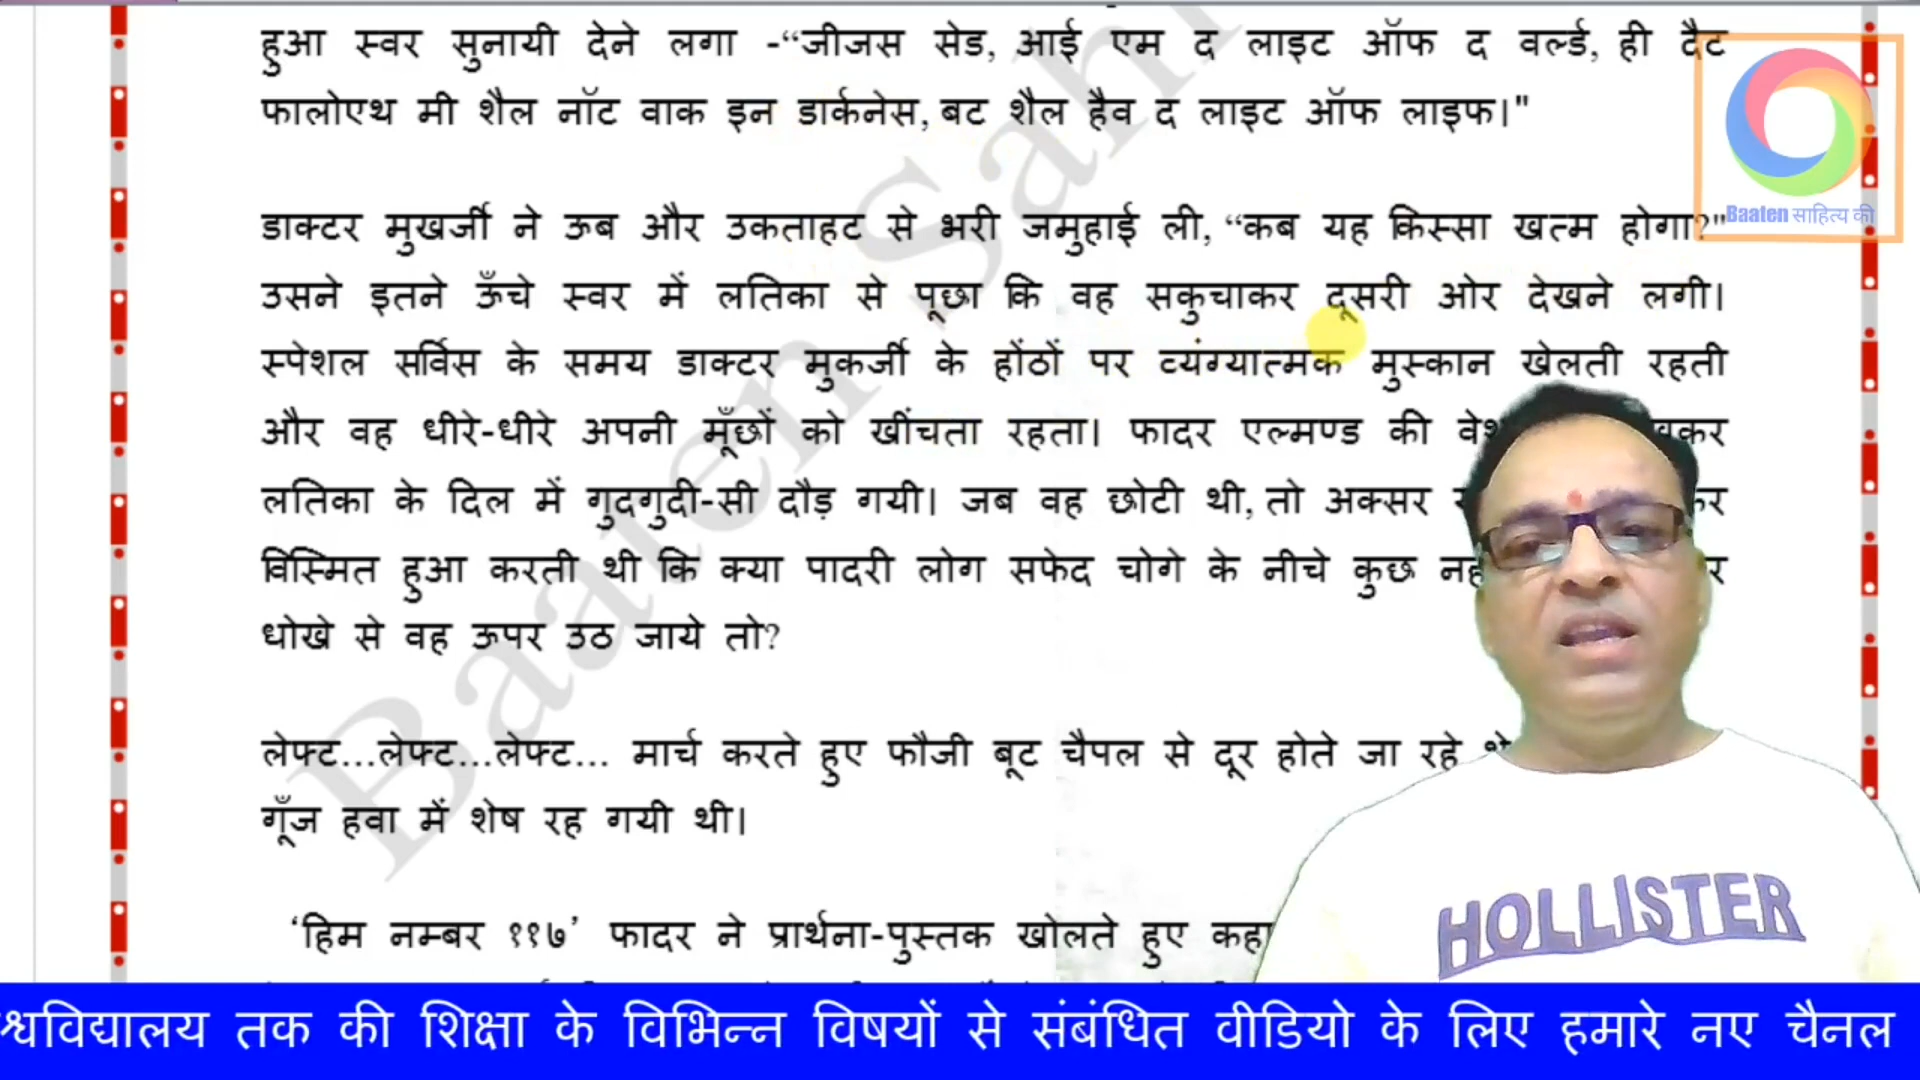 हुआ स्वर सुनायी देने लगा -“जीजस सेड, आई एम द लाइट ऑफ द वर्ल्ड, ही दैट
फालोएथ मी शैल नॉट वाक इन डार्कनेस, बट शैल हैव द लाइट ऑफ लाइफ।"
डाक्टर मुखर्जी ने ऊब और उकताहट से भरी जमुहाई ली, “कब यह किस्सा खत्म होगा?"
उसने इतने ऊँचे स्वर में लतिका से पूछा कि वह सकुचाकर दूसरी ओर देखने लगी।
स्पेशल सर्विस के समय डाक्टर मुकर्जी के होंठों पर व्यंग्यात्मक मुस्कान खेलती रहती
और वह धीरे-धीरे अपनी मूँछों को खींचता रहता। फादर एल्मण्ड की
लतिका के दिल में गुदगुदी-सी दौड़ गयी। जब वह छोटी थी, तो अक्सर
विस्मित हुआ करती थी कि क्या पादरी लोग सफेद चोगे के नीचे कुछ
धोखे से वह ऊपर उठ जाये तो?
लेफ्ट...लेफ्ट...लेफ्ट... मार्च करते हुए फौजी बूट चैपल से दूर होते जा रहे
गूँज हवा में शेष रह गयी थी।
‘हिम नम्बर ११७’ फादर ने प्रार्थना-पुस्तक खोलते हुए कहा
Baaten साहित्य की
Baaten Sahi
HOLLISTER
श्वविद्यालय तक की शिक्षा के विभिन्न विषयों से संबंधित वीडियो के लिए हमारे नए चैनल